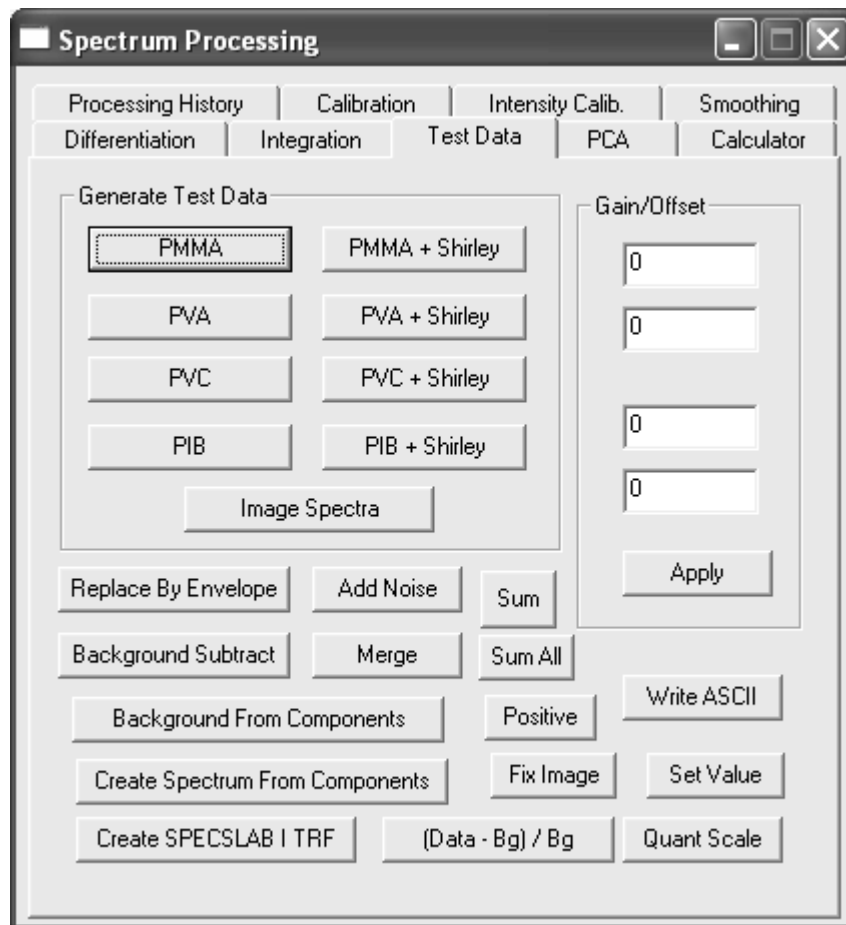 Spectrum Processing
Processing History Calibration Intensity Calib. Smoothing
Differentiation Integration Test Data PCA Calculator
Generate Test Data
PMMA PMMA + Shirley
PVA PVA + Shirley
PVC PVC + Shirley
PIB PIB + Shirley
Image Spectra
Gain/Offset
0
0
0
0
Apply
Replace By Envelope Add Noise Sum
Background Subtract Merge Sum All
Background From Components Positive Write ASCII
Create Spectrum From Components Fix Image Set Value
Create SPECSLAB I TRF (Data - Bg) / Bg Quant Scale